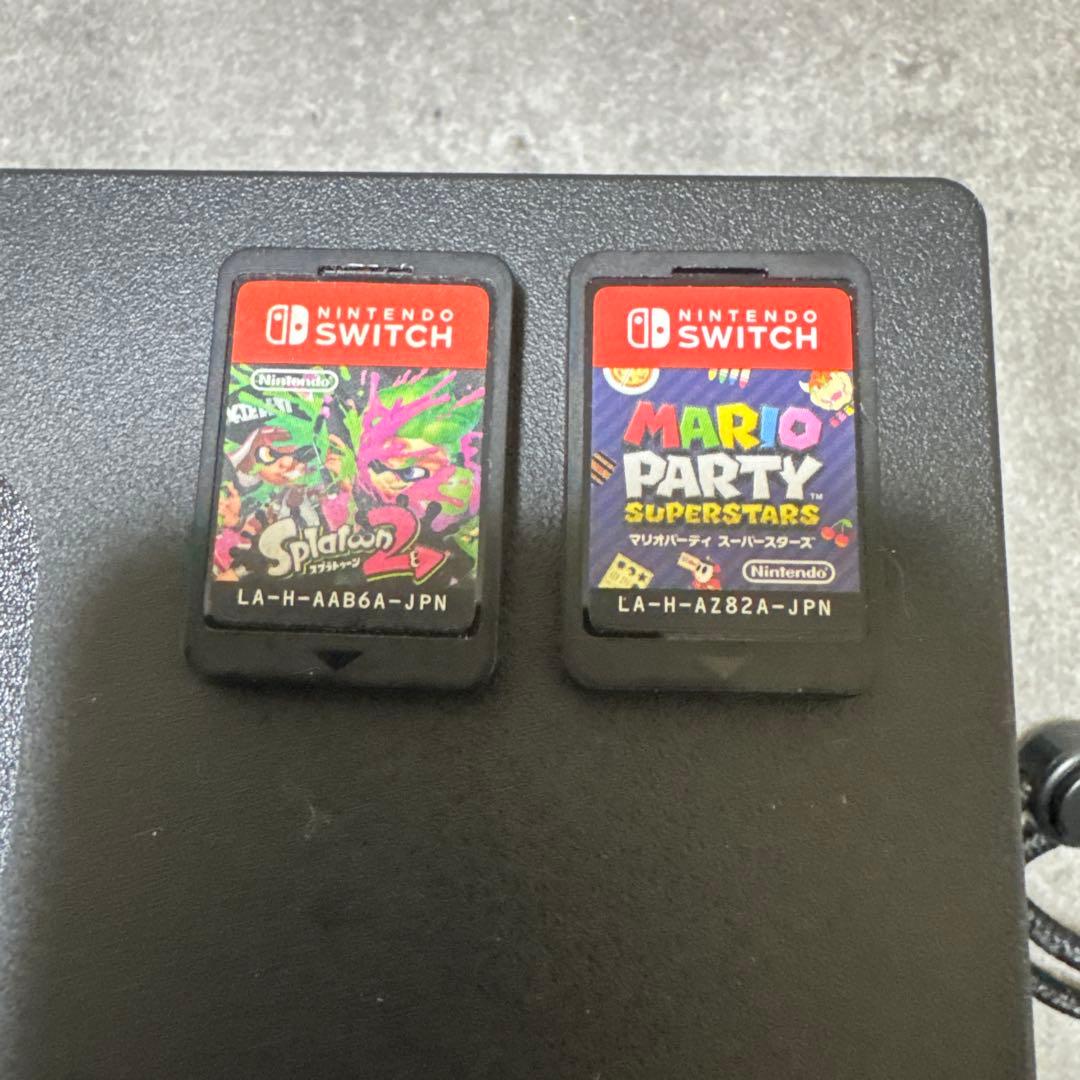 NINTENDO
SWITCH
Nintendo
Splatoon 2
スプラトゥーン
LA-H-AAB6A-JPN
NINTENDO
SWITCH
MARIO
PARTY
™
SUPERSTARS
マリオパーティ スーパースターズ
Nintendo
LA-H-AZ82A-JPN